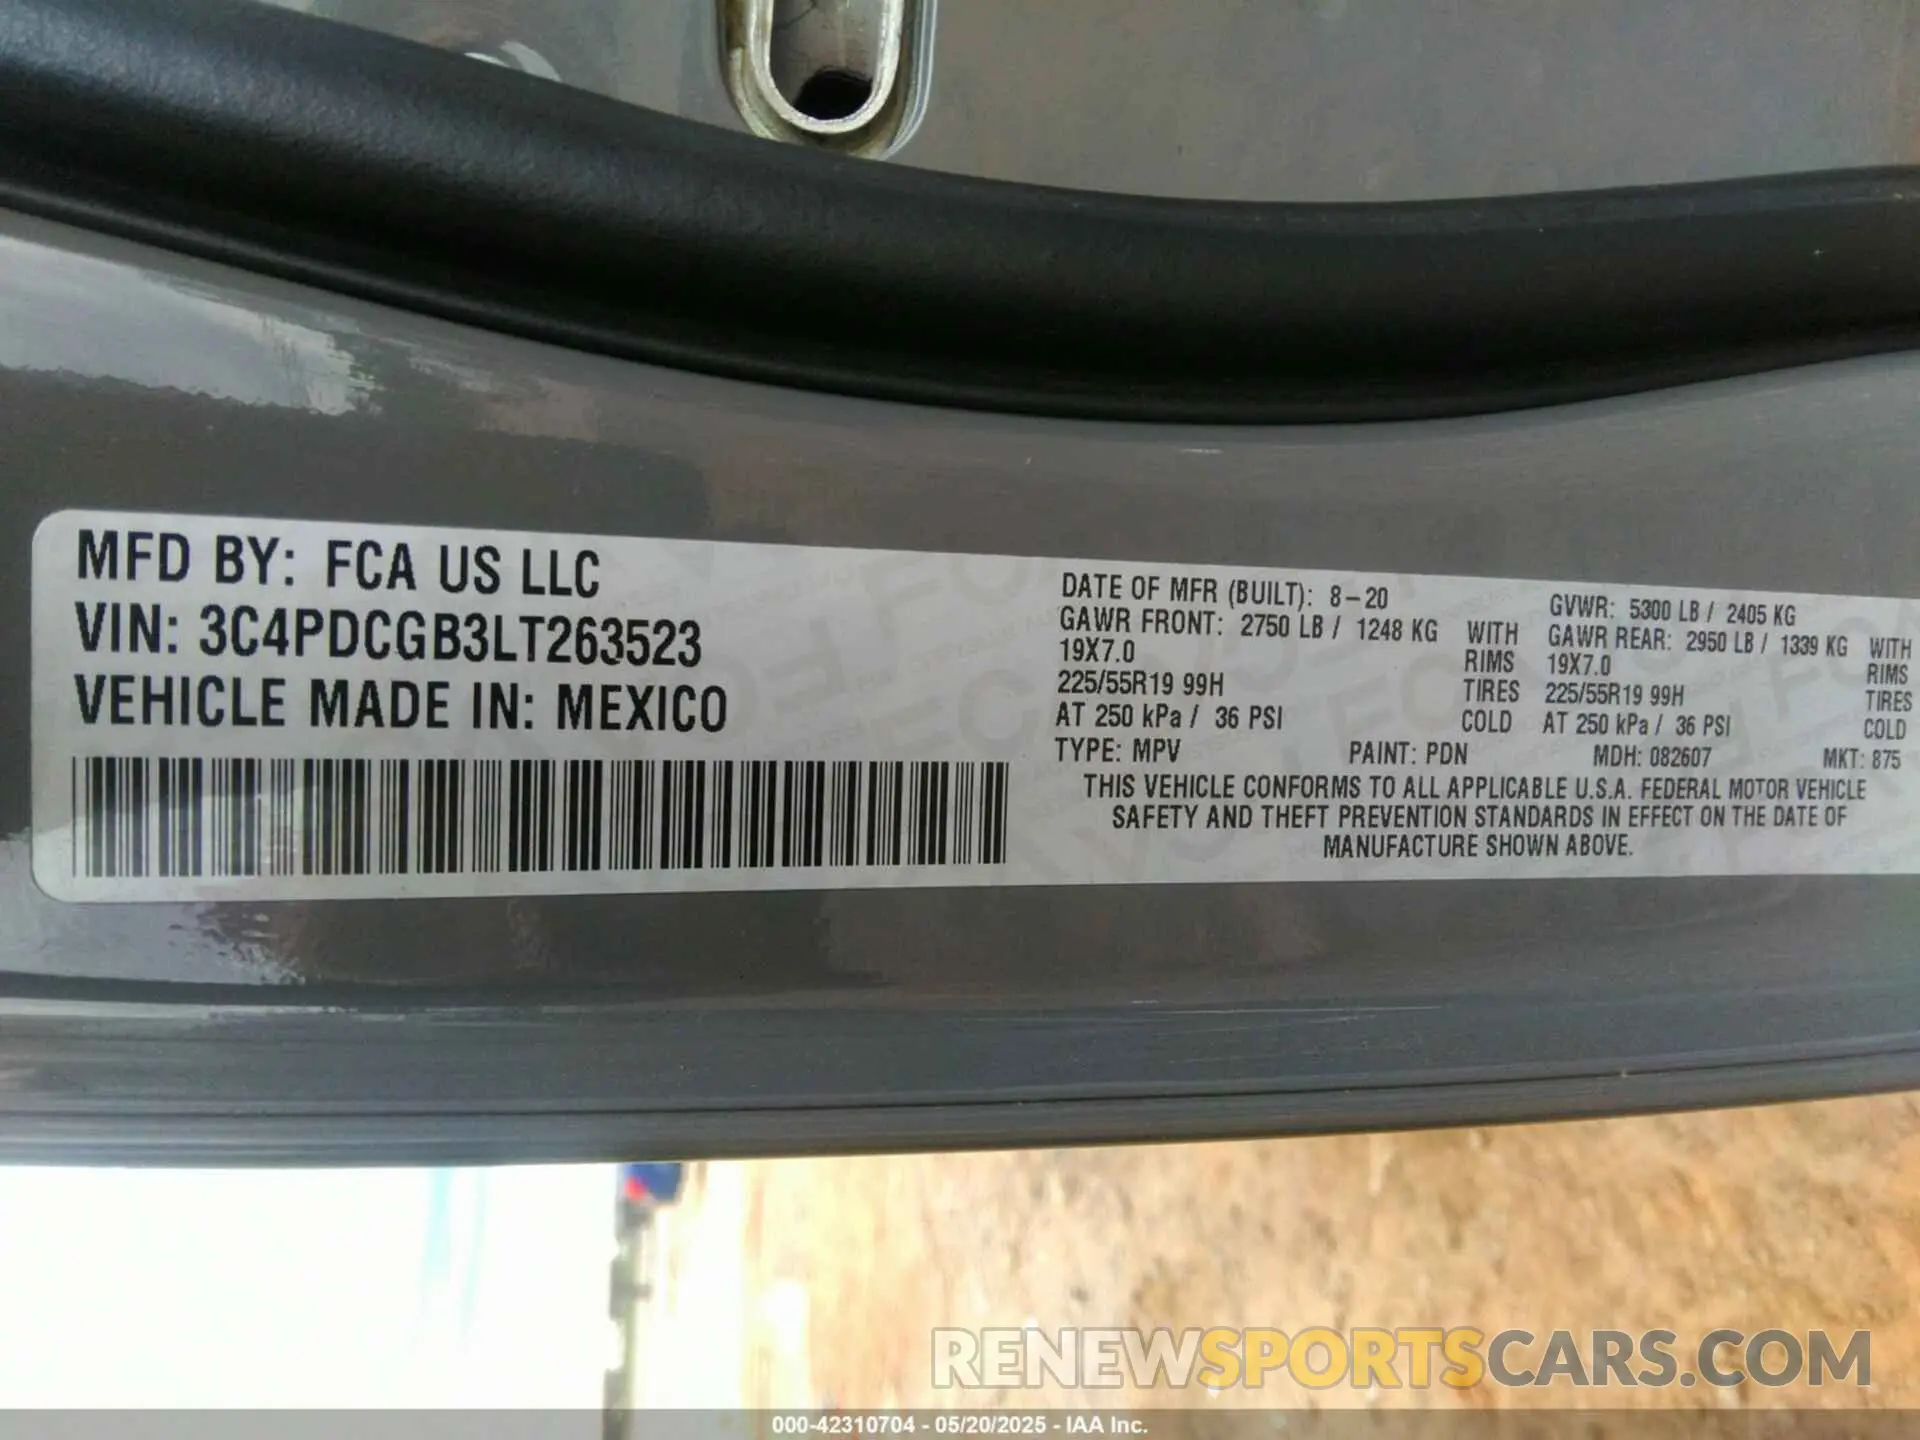 MFD BY: FCA US LLC
VIN: 3C4PDCGB3LT263523
VEHICLE MADE IN: MEXICO
DATE OF MFR (BUILT): 8-20
GVWR: 5300 LB / 2405 KG
GAWR FRONT: 2750 LB / 1248 KG WITH
19X7.0 RIMS
225/55R19 99H TIRES
AT 250 kPa / 36 PSI COLD
GAWR REAR: 2950 LB / 1339 KG WITH
19X7.0 RIMS
225/55R19 99H TIRES
AT 250 kPa / 36 PSI COLD
TYPE: MPV PAINT: PDN MDH: 082607 MKT: 875
THIS VEHICLE CONFORMS TO ALL APPLICABLE U.S.A. FEDERAL MOTOR VEHICLE
SAFETY AND THEFT PREVENTION STANDARDS IN EFFECT ON THE DATE OF
MANUFACTURE SHOWN ABOVE.
RENEWSPORTSCARS.COM
000-42310704 - 05/20/2025 - IAA Inc.